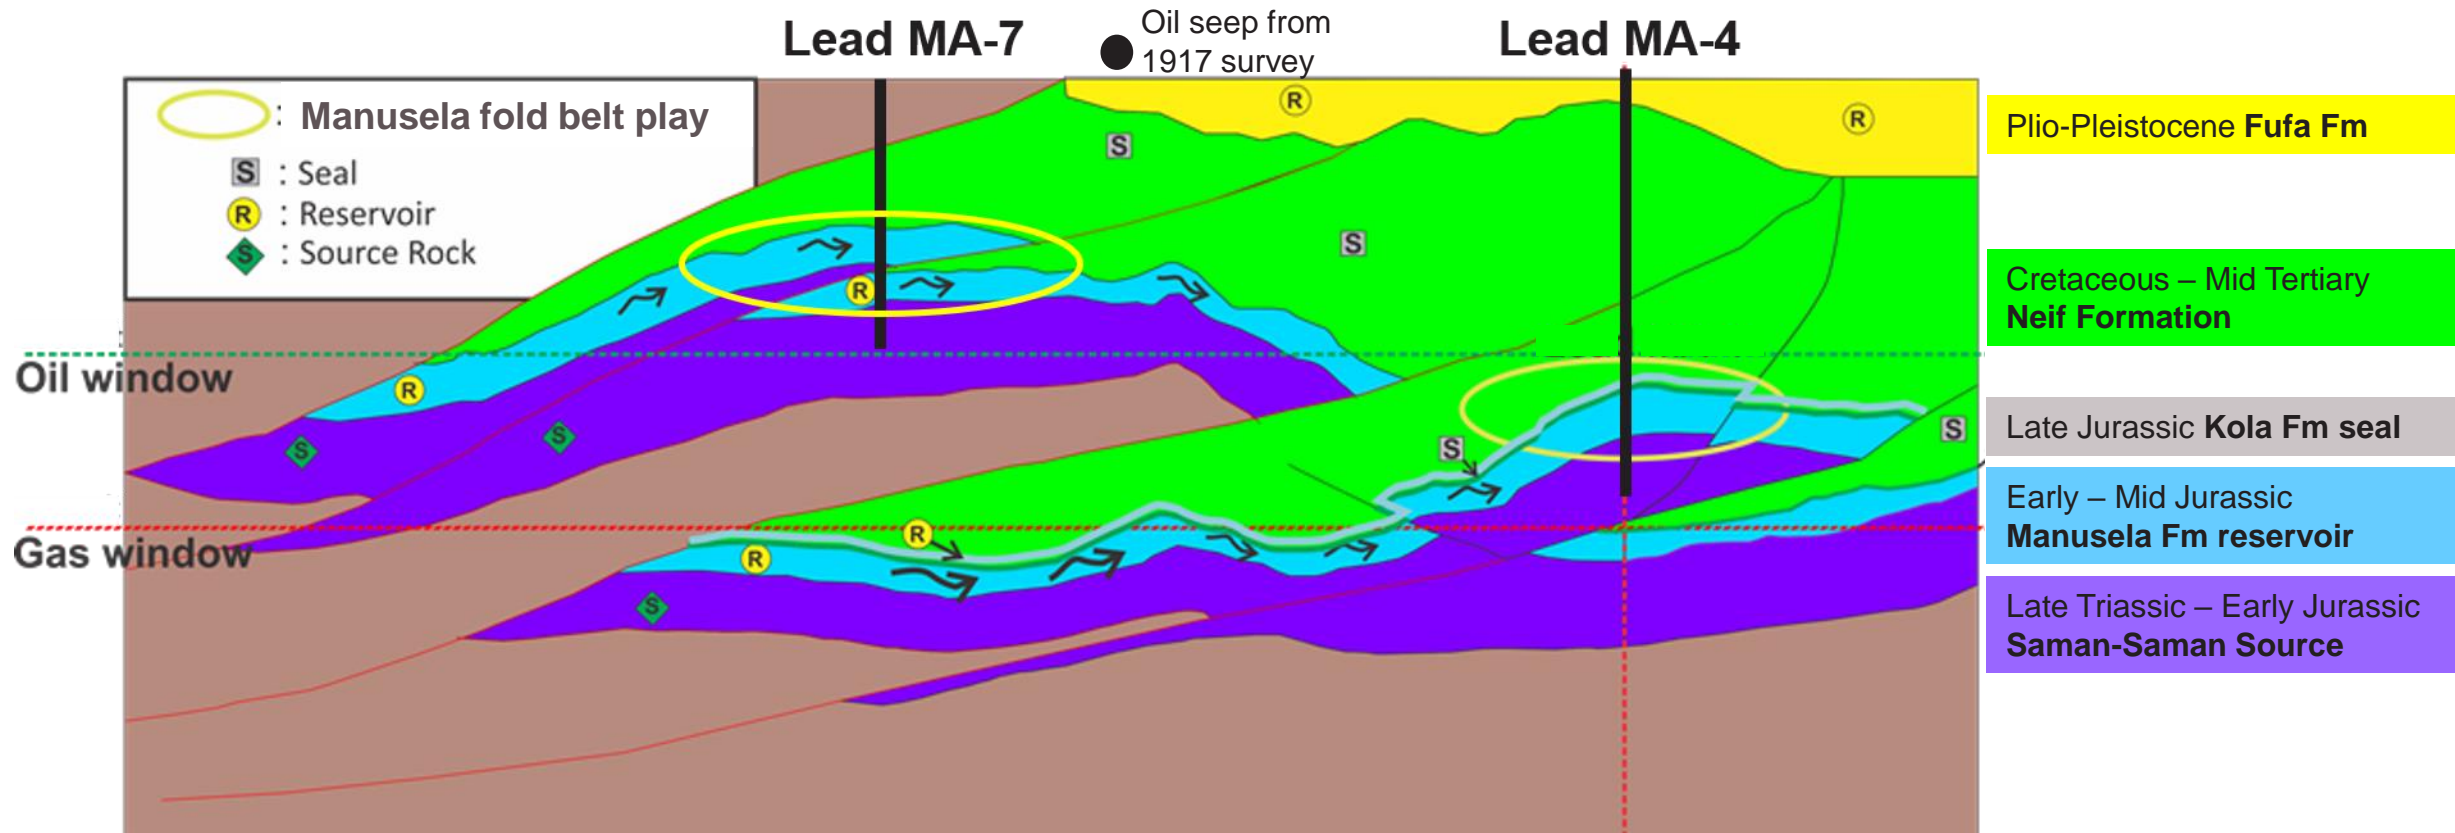 Lead MA-7
Oil seep from
1917 survey
Lead MA-4
: Manusela fold belt play
S : Seal
R : Reservoir
S : Source Rock
R
R
S
S
R
R
S
S
S
S
R
R
S
Oil window
Gas window
Plio-Pleistocene Fufa Fm
Cretaceous – Mid Tertiary
Neif Formation
Late Jurassic Kola Fm seal
Early – Mid Jurassic
Manusela Fm reservoir
Late Triassic – Early Jurassic
Saman-Saman Source